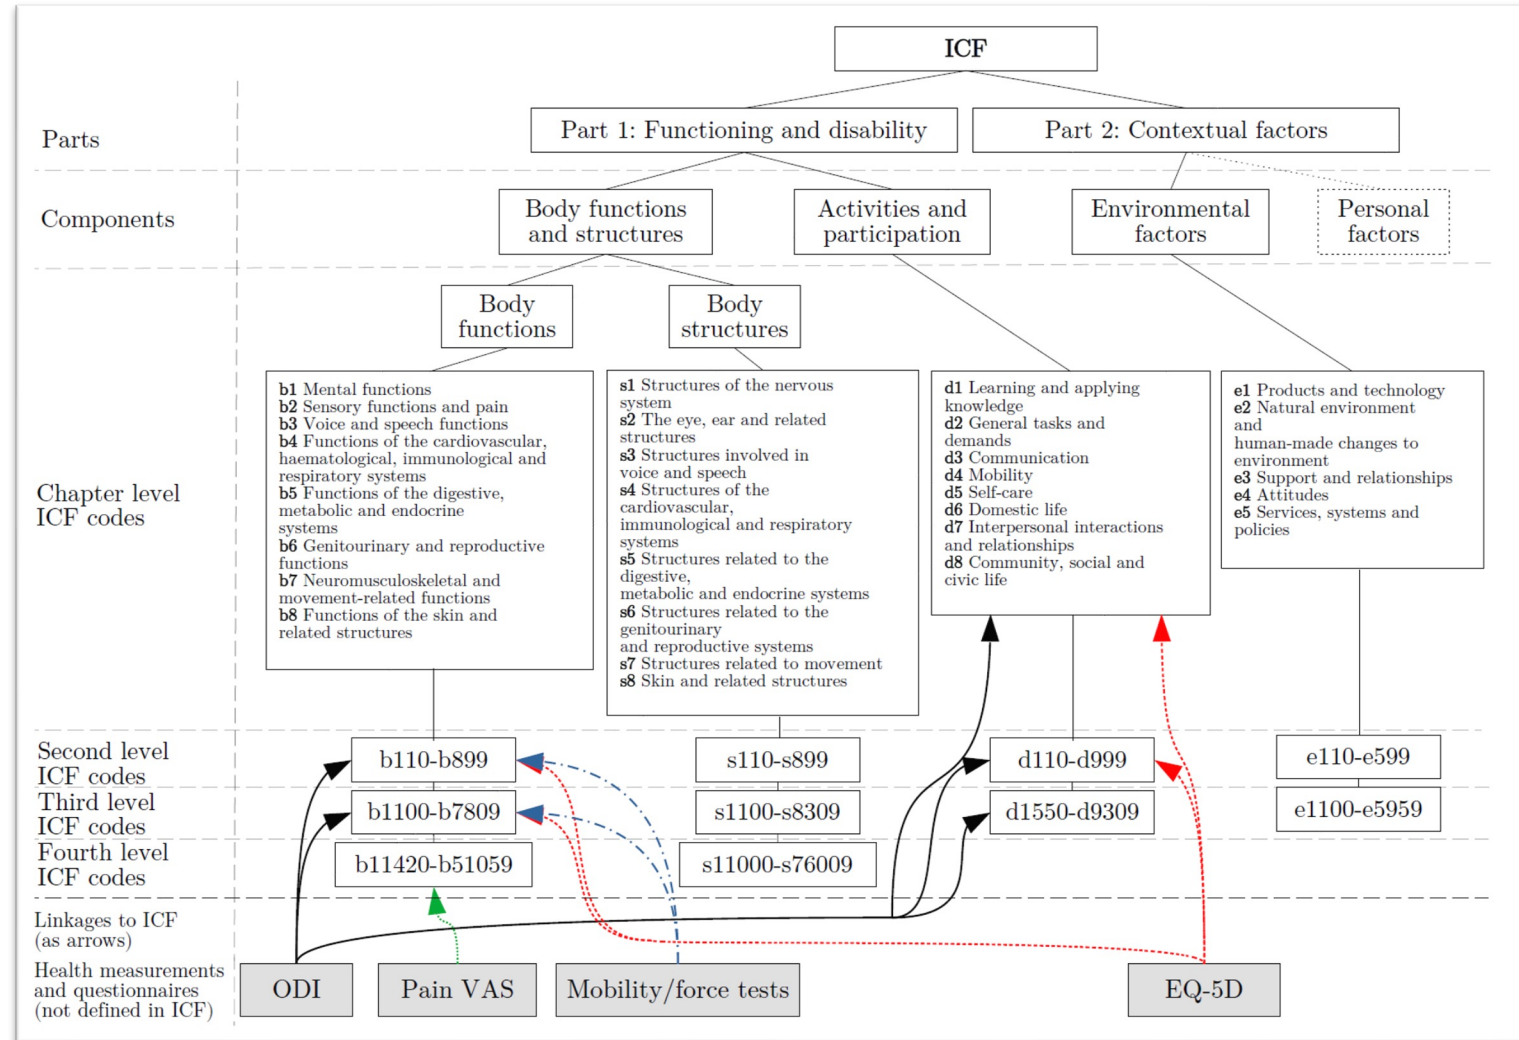 ICF
Parts
Part 1: Functioning and disability
Part 2: Contextual factors
Components
Body functions
and structures
Activities and
participation
Environmental
factors
Personal
factors
Body
functions
Body
structures
Chapter level
ICF codes
b1 Mental functions
b2 Sensory functions and pain
b3 Voice and speech functions
b4 Functions of the cardiovascular,
haematological, immunological and
respiratory systems
b5 Functions of the digestive,
metabolic and endocrine
systems
b6 Genitourinary and reproductive
functions
b7 Neuromusculoskeletal and
movement-related functions
b8 Functions of the skin and
related structures
s1 Structures of the nervous
system
s2 The eye, ear and related
structures
s3 Structures involved in
voice and speech
s4 Structures of the
cardiovascular,
immunological and respiratory
systems
s5 Structures related to the
digestive,
metabolic and endocrine systems
s6 Structures related to the
genitourinary
and reproductive systems
s7 Structures related to movement
s8 Skin and related structures
d1 Learning and applying
knowledge
d2 General tasks and
demands
d3 Communication
d4 Mobility
d5 Self-care
d6 Domestic life
d7 Interpersonal interactions
and relationships
d8 Community, social and
civic life
e1 Products and technology
e2 Natural environment
and
human-made changes to
environment
e3 Support and relationships
e4 Attitudes
e5 Services, systems and
policies
Second level
ICF codes
b110-b899
s110-s899
d110-d999
e110-e599
Third level
ICF codes
b1100-b7809
s1100-s8309
d1550-d9309
e1100-e5959
Fourth level
ICF codes
b11420-b51059
s11000-s76009
Linkages to ICF
(as arrows)
Health measurements
and questionnaires
(not defined in ICF)
ODI
Pain VAS
Mobility/force tests
EQ-5D